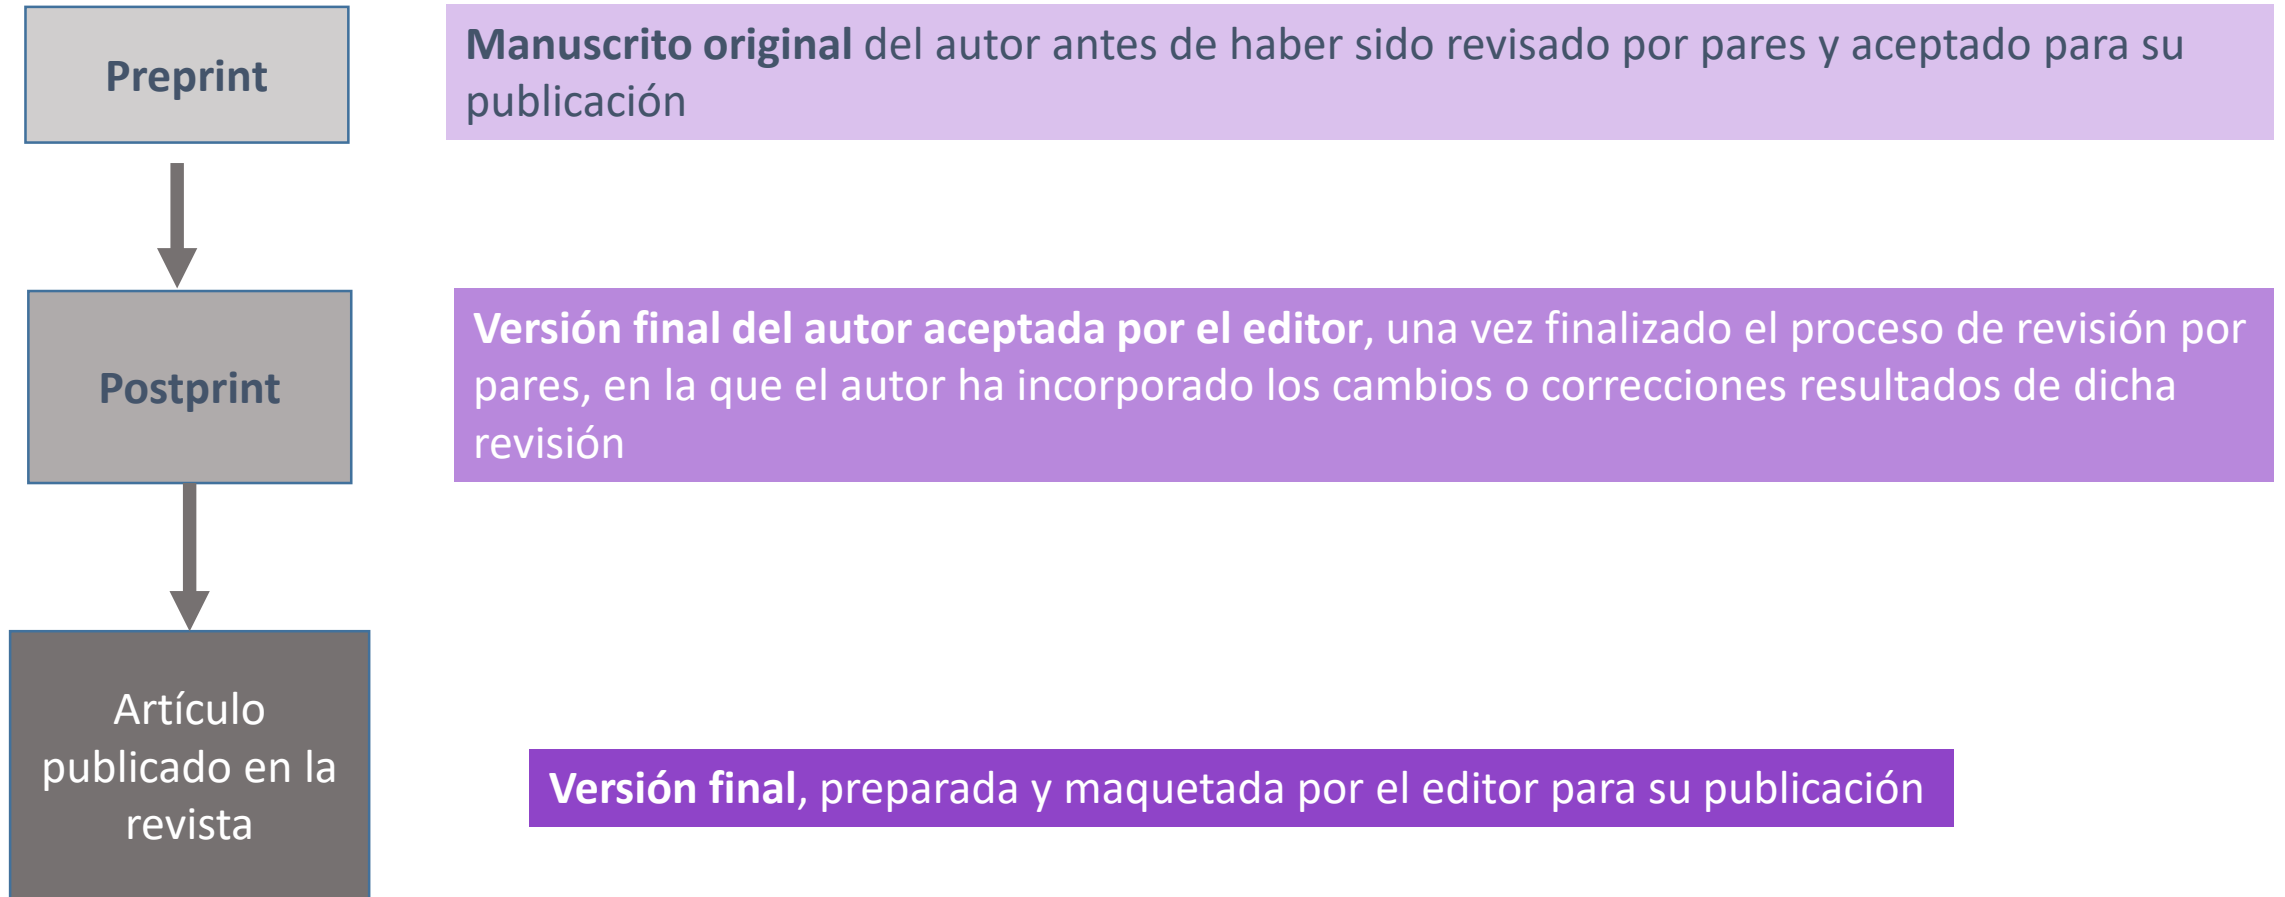 Preprint
Manuscrito original del autor antes de haber sido revisado por pares y aceptado para su
publicación
Postprint
Versión final del autor aceptada por el editor, una vez finalizado el proceso de revisión por
pares, en la que el autor ha incorporado los cambios o correcciones resultados de dicha
revisión
Artículo
publicado en la
revista
Versión final, preparada y maquetada por el editor para su publicación